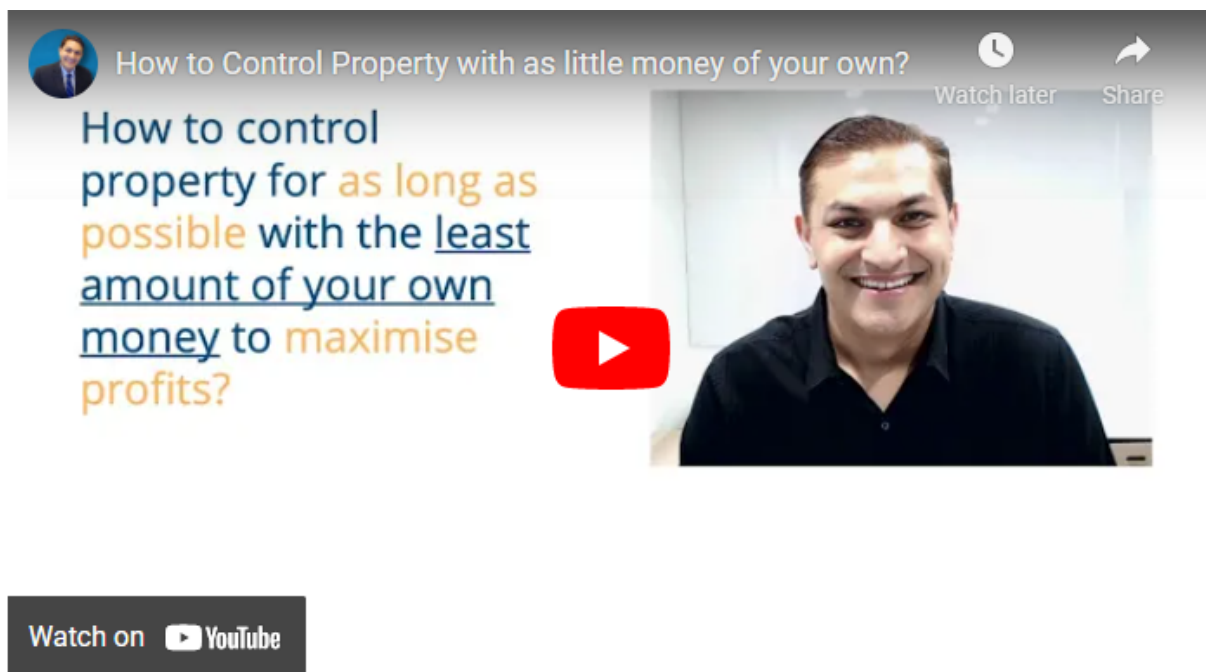 How to Control Property with as little money of your own?
Watch later
Share
How to control
property for as long as
possible with the least
amount of your own
money to maximise
profits?
Watch on YouTube